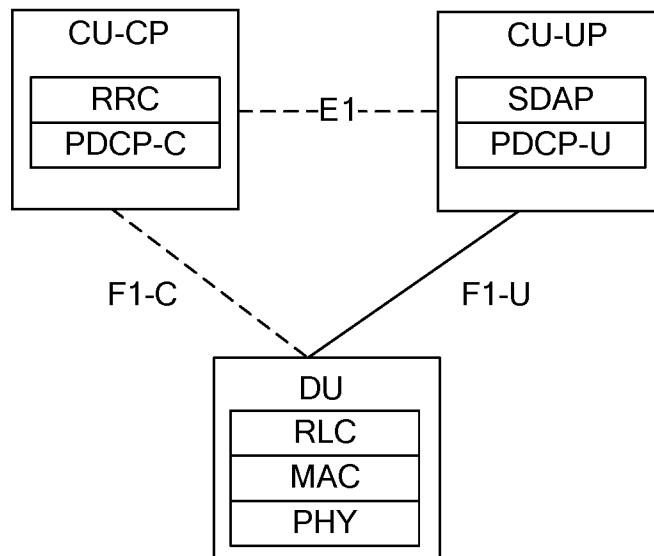 CU-CP
CU-UP
RRC
PDCP-C
E1
SDAP
PDCP-U
F1-C
F1-U
DU
RLC
MAC
PHY